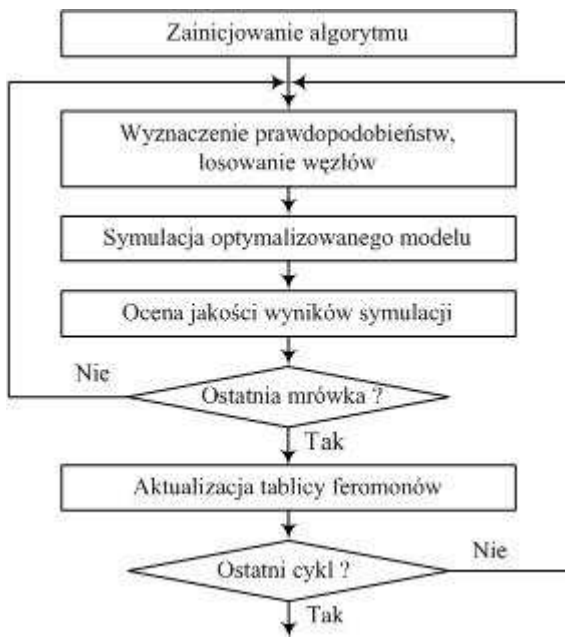 Zainicjowanie algorytmu
Wyznaczenie prawdopodobieństw,
losowanie węzłów
Symulacja optymalizowanego modelu
Ocena jakości wyników symulacji
Nie
Ostatnia mrówka ?
Tak
Aktualizacja tablicy feromonów
Nie
Ostatni cykl ?
Tak